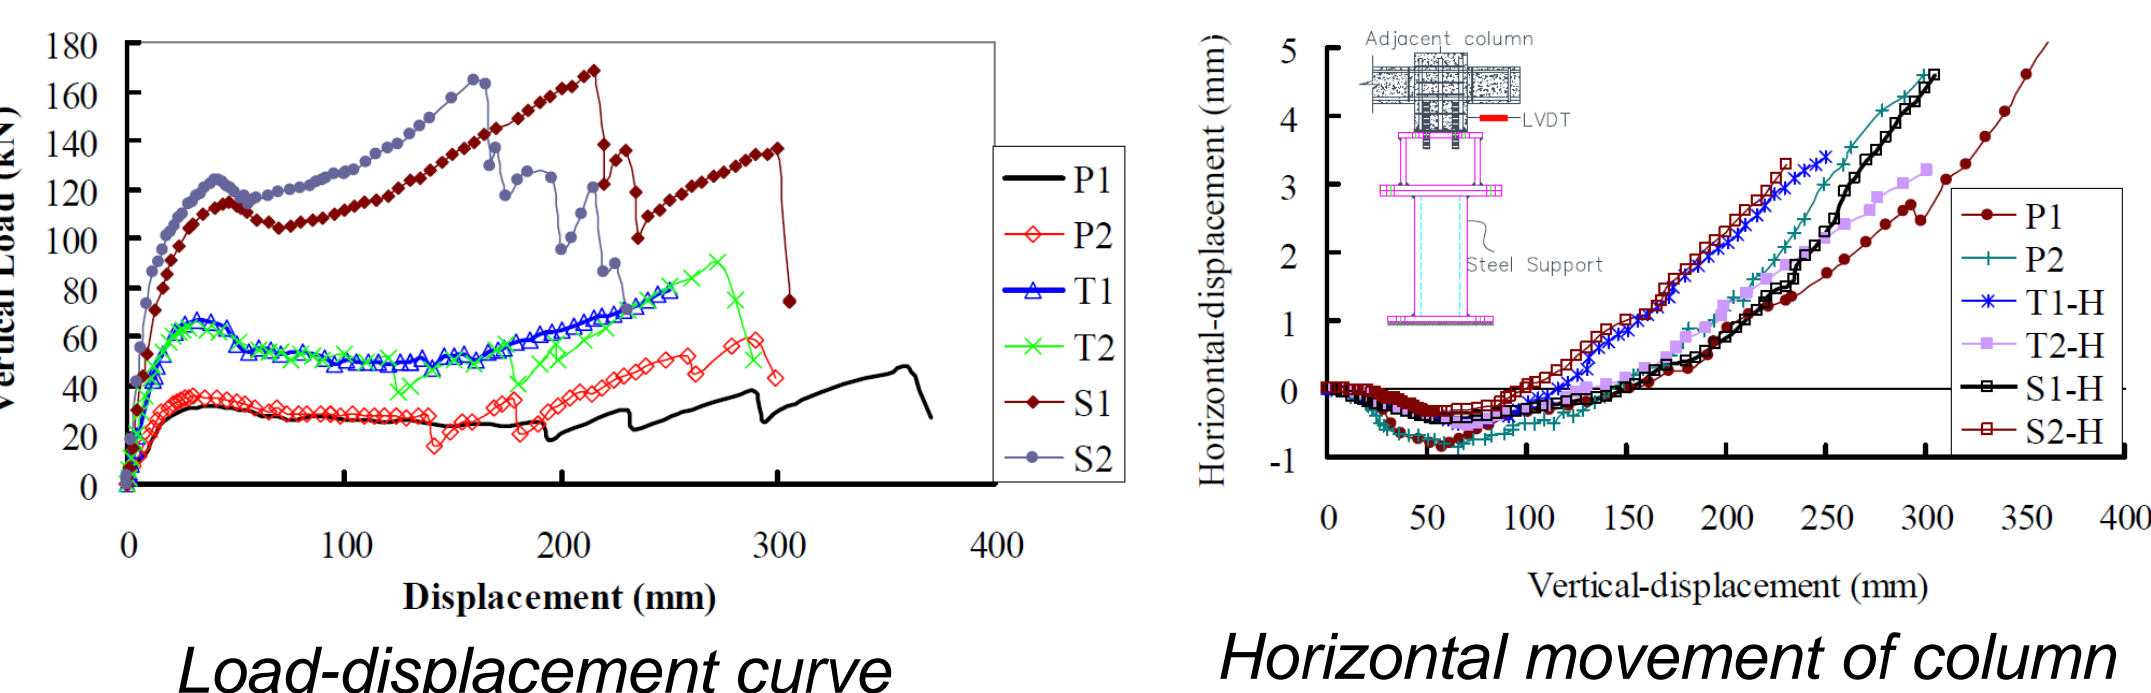 180
160
140
120
100
80
60
40
20
0
Vertical Load (kN)
0 100 200 300 400
Displacement (mm)
P1
P2
T1
T2
S1
S2
Load-displacement curve
5
4
3
2
1
0
-1
Horizontal-displacement (mm)
Adjacent column
LVDT
Steel Support
P1
P2
T1-H
T2-H
S1-H
S2-H
0 50 100 150 200 250 300 350 400
Vertical-displacement (mm)
Horizontal movement of column